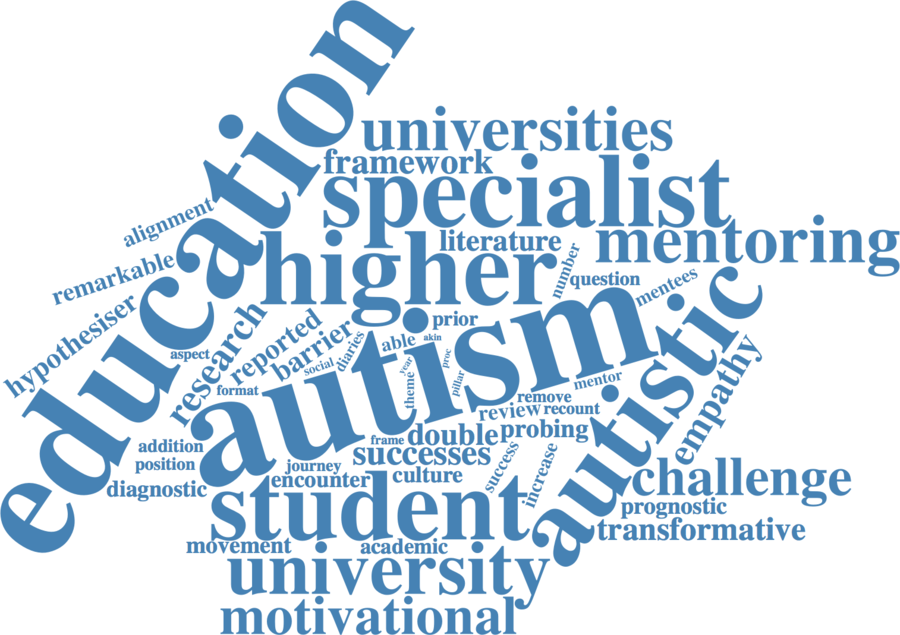 education
universities
framework
specialist
alignment
literature
mentoring
remarkable
higher
number
question
mentees
hypothesiser
research
reported
barrier
prior
autism
autistic
aspect
social
diaries
able
akin
proc
year
theme
pillar
format
mentor
remove
review
recount
empathy
addition
frame
double
probing
position
successes
success
journey
encounter
culture
increase
challenge
diagnostic
student
prognostic
transformative
movement
academic
university
motivational